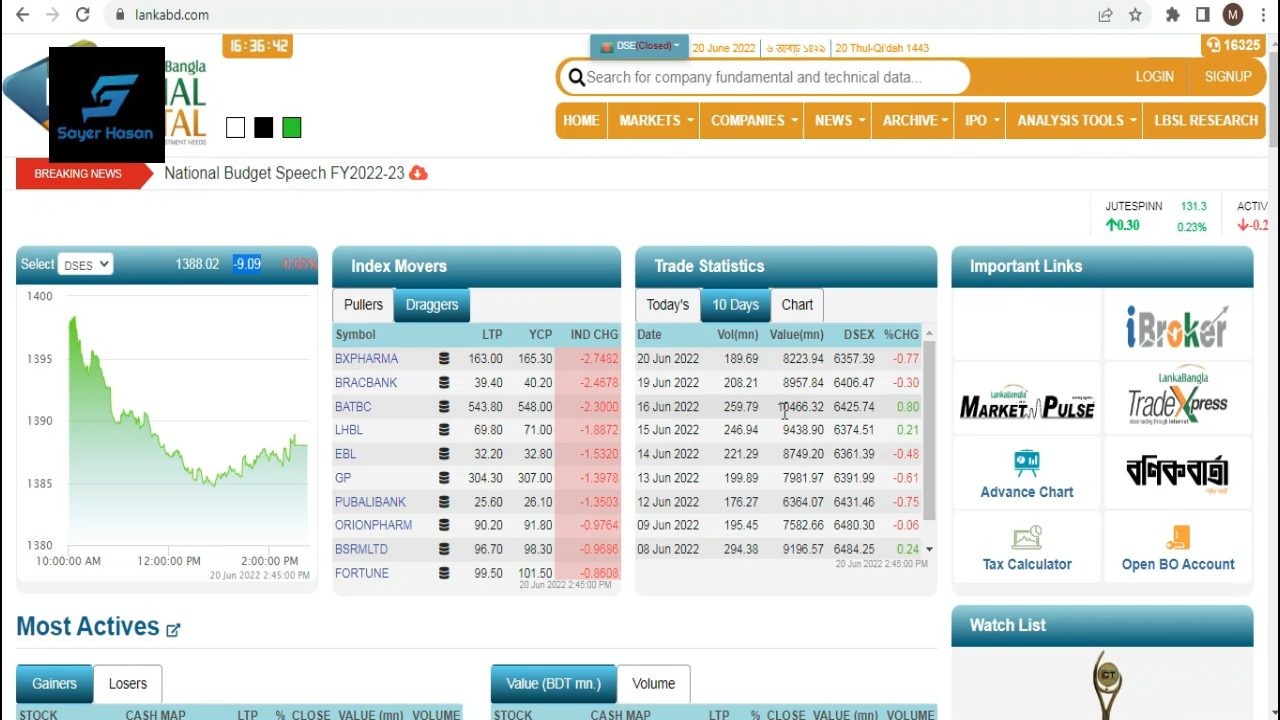 lankabd.com
M
16:36:42
DSE(Closed)
20 June 2022
৬ আষাঢ় ১৪২৯
20 Thul-Qi'dah 1443
16325
Bangla
Sayer Hasan
Search for company fundamental and technical data...
LOGIN SIGNUP
HOME MARKETS COMPANIES NEWS ARCHIVE IPO ANALYSIS TOOLS LBSL RESEARCH
BREAKING NEWS National Budget Speech FY2022-23
JUTESPINN 131.3
0.30 0.23%
ACTIV
-0.2
Select DSES 1388.02 -9.09 -0.65%
1400
1395
1390
1385
1380
10:00:00 AM 12:00:00 PM 2:00:00 PM
20 Jun 2022 2:45:00 PM
Index Movers
Pullers Draggers
Symbol LTP YCP IND CHG
BXPHARMA 163.00 165.30 -2.7482
BRACBANK 39.40 40.20 -2.4678
BATBC 543.80 548.00 -2.3000
LHBL 69.80 71.00 -1.8872
EBL 32.20 32.80 -1.5320
GP 304.30 307.00 -1.3978
PUBALIBANK 25.60 26.10 -1.3503
ORIONPHARM 90.20 91.80 -0.9764
BSRMLTD 96.70 98.30 -0.9686
FORTUNE 99.50 101.50 -0.8608
20 Jun 2022 2:45:00 PM
Trade Statistics
Today's 10 Days Chart
Date Vol(mn) Value(mn) DSEX %CHG
20 Jun 2022 189.69 8223.94 6357.39 -0.77
19 Jun 2022 208.21 8957.84 6406.47 -0.30
16 Jun 2022 259.79 10466.32 6425.74 0.80
15 Jun 2022 246.94 9438.90 6374.51 0.21
14 Jun 2022 221.29 8749.20 6361.39 -0.48
13 Jun 2022 199.89 7981.97 6391.99 -0.61
12 Jun 2022 176.27 6364.07 6431.46 -0.75
09 Jun 2022 195.45 7582.66 6480.30 -0.06
08 Jun 2022 294.38 9196.57 6484.25 0.24
20 Jun 2022 2:45:00 PM
Important Links
iBroker
LankaBangla
MARKET PULSE
LankaBangla
TradeXpress
Advance Chart
বণিক বার্তা
Tax Calculator
Open BO Account
Most Actives
Gainers Losers
STOCK CASH MAP LTP % CLOSE VALUE (mn) VOLUME
Value (BDT mn.) Volume
STOCK CASH MAP LTP % CLOSE VALUE (mn) VOLUME
Watch List